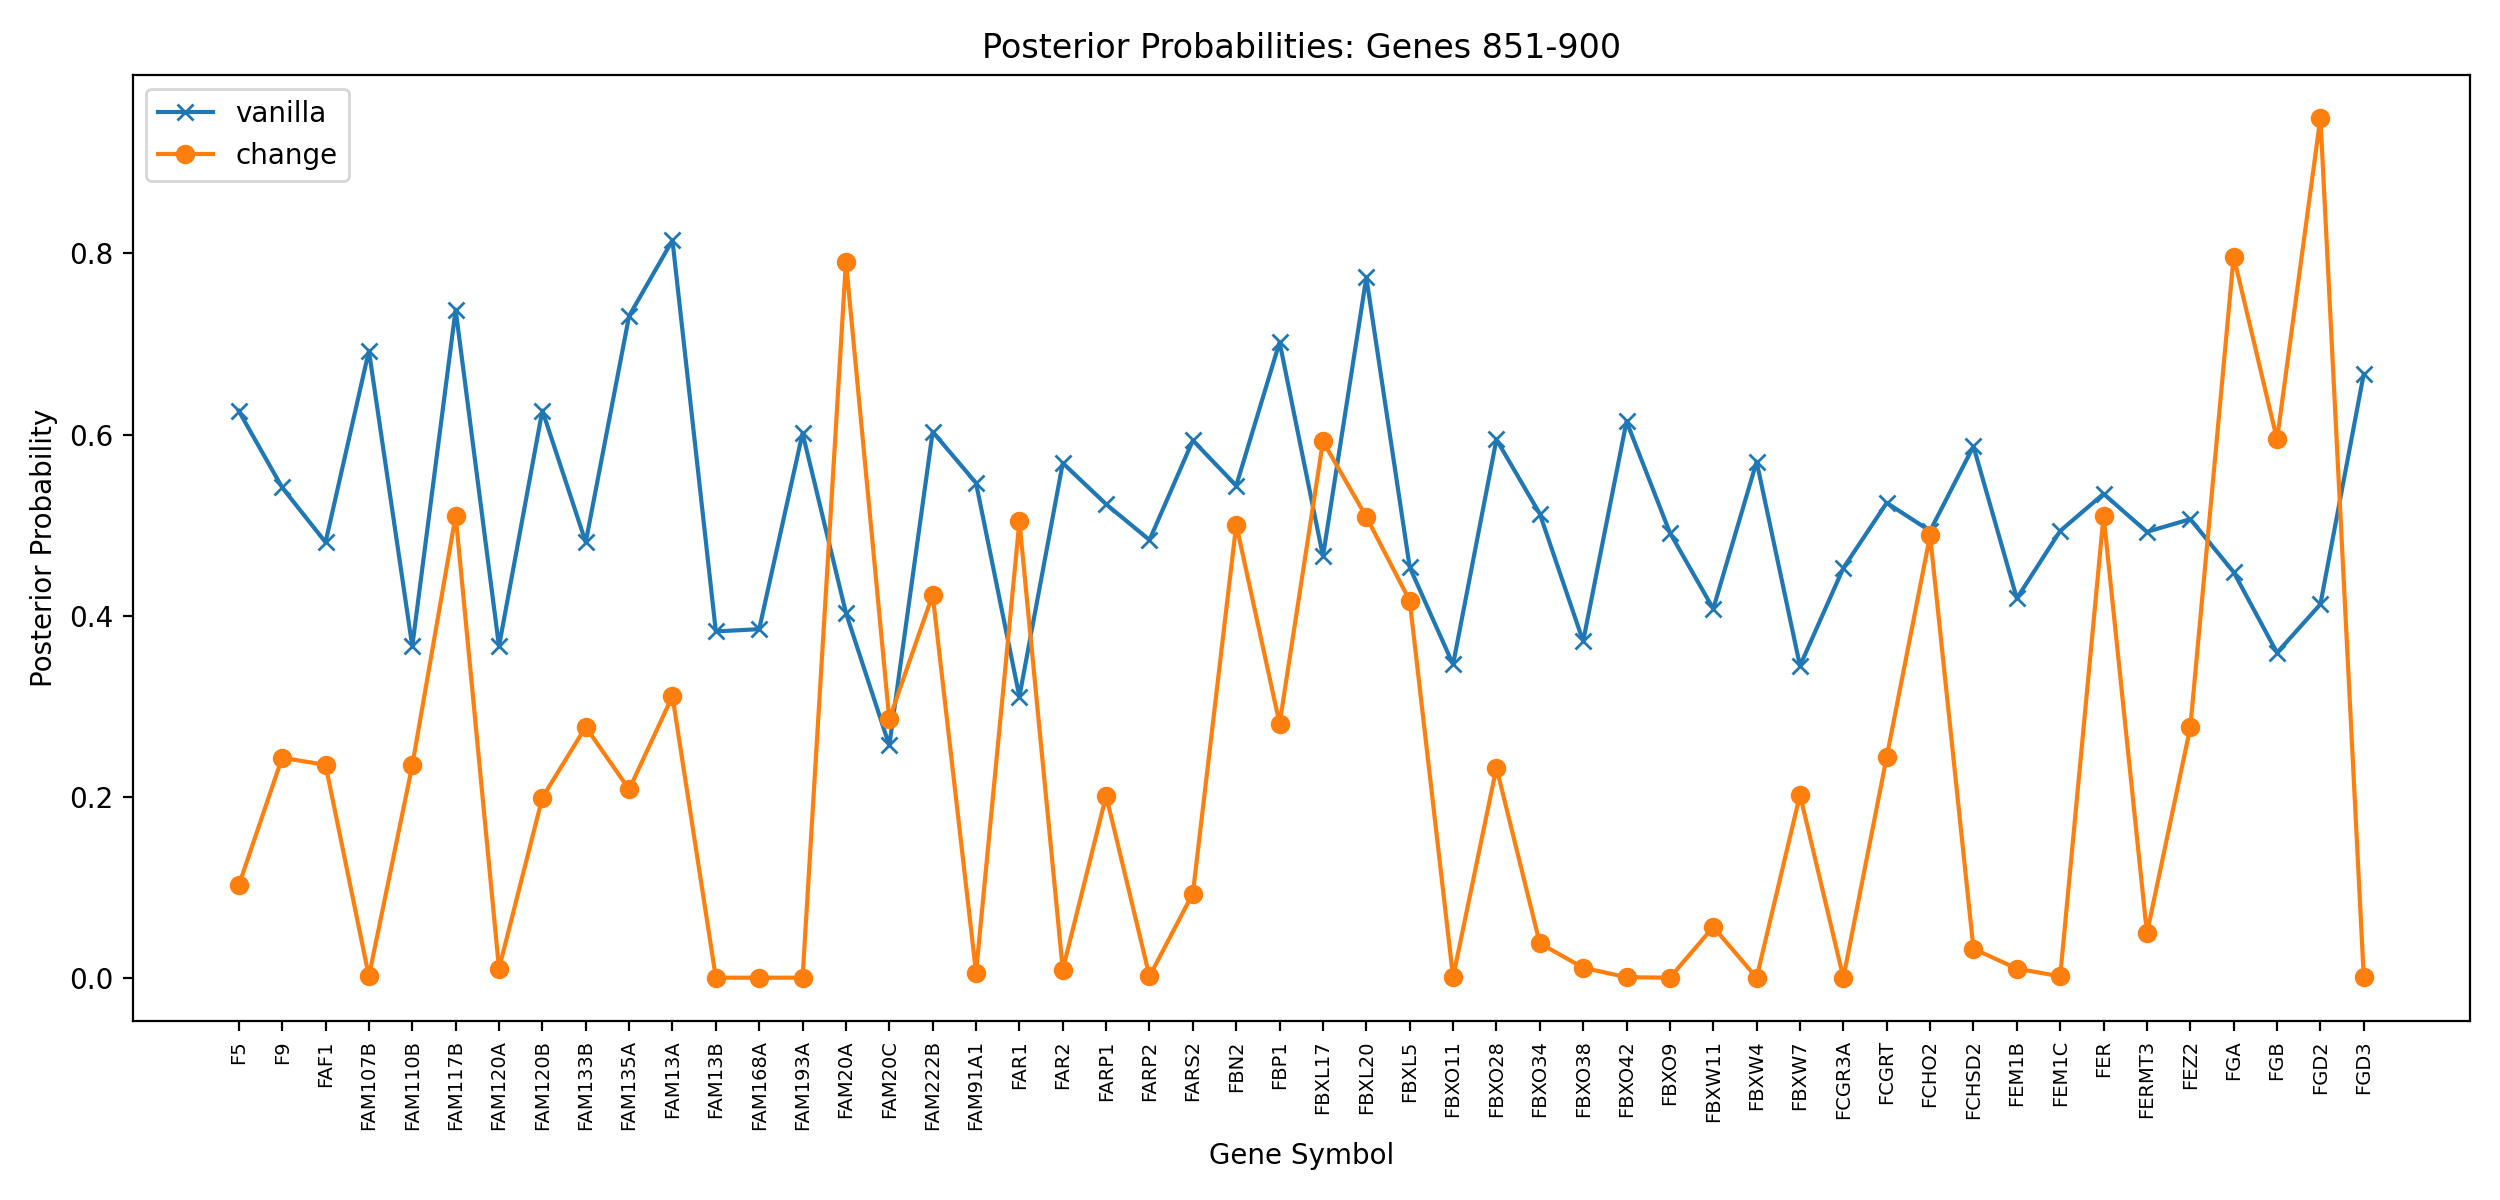 Posterior Probabilities: Genes 851-900
vanilla
change
Posterior Probability
0.8
0.6
0.4
0.2
0.0
F5
F9
FAF1
FAM107B
FAM110B
FAM117B
FAM120A
FAM120B
FAM133B
FAM135A
FAM13A
FAM13B
FAM168A
FAM193A
FAM20A
FAM20C
FAM222B
FAM91A1
FAR1
FAR2
FARP1
FARP2
FARS2
FBN2
FBP1
FBXL17
FBXL20
FBXL5
FBXO11
FBXO28
FBXO34
FBXO38
FBXO42
FBXO9
FBXW11
FBXW4
FBXW7
FCGR3A
FCGRT
FCHO2
FCHSD2
FEM1B
FEM1C
FER
FERMT3
FEZ2
FGA
FGB
FGD2
FGD3
Gene Symbol